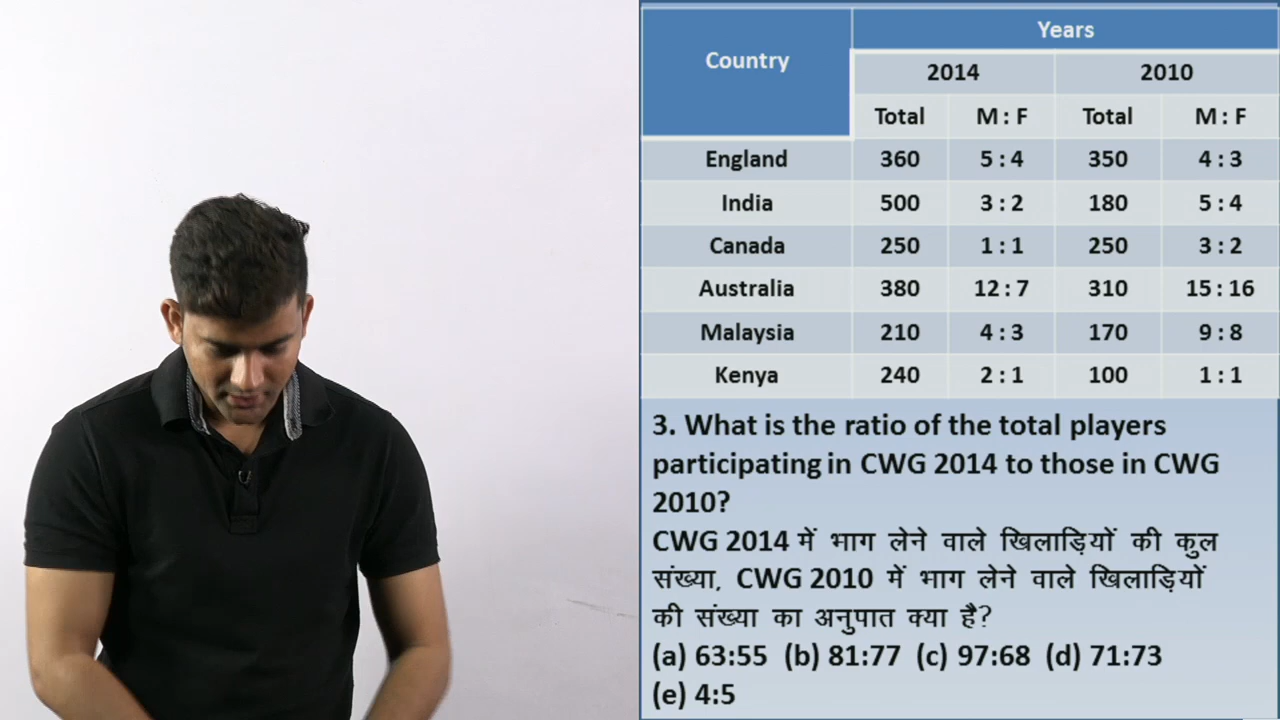 Country Years
2014 2010
Total M : F Total M : F
England 360 5 : 4 350 4 : 3
India 500 3 : 2 180 5 : 4
Canada 250 1 : 1 250 3 : 2
Australia 380 12 : 7 310 15 : 16
Malaysia 210 4 : 3 170 9 : 8
Kenya 240 2 : 1 100 1 : 1
3. What is the ratio of the total players
participating in CWG 2014 to those in CWG
2010?
CWG 2014 में भाग लेने वाले खिलाड़ियों की कुल
संख्या, CWG 2010 में भाग लेने वाले खिलाड़ियों
की संख्या का अनुपात क्या है?
(a) 63:55 (b) 81:77 (c) 97:68 (d) 71:73
(e) 4:5